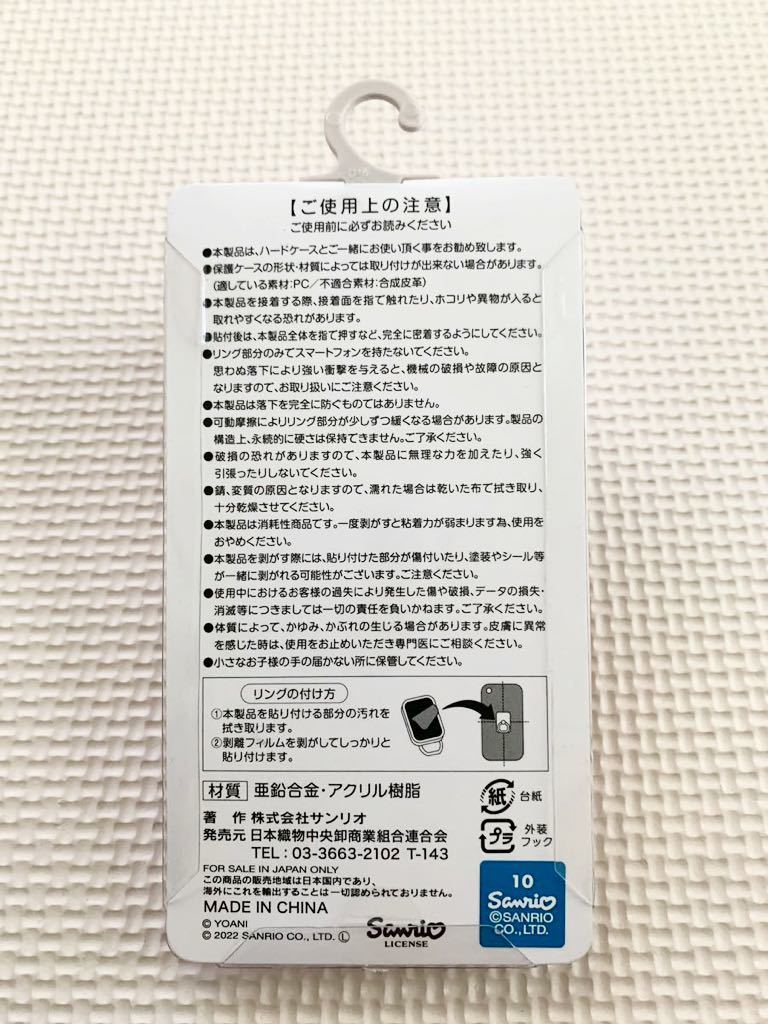 【ご使用上の注意】
ご使用前に必ずお読みください
●本製品は、ハードケースとご一緒にお使い頂く事をお勧め致します。
●保護ケースの形状・材質によっては取り付けが出来ない場合があります。
(適している素材:PC/不適合素材:合成皮革)
●本製品を接着する際、接着面を指で触れたり、ホコリや異物が入ると
取れやすくなる恐れがあります。
●貼付後は、本製品全体を指で押すなど、完全に密着するようにしてください。
●リング部分のみでスマートフォンを持たないでください。
思わぬ落下により強い衝撃を与えると、機械の破損や故障の原因と
なりますので、お取り扱いにご注意ください。
●本製品は落下を完全に防ぐものではありません。
●可動摩擦によりリング部分が少しずつ緩くなる場合があります。製品の
構造上、永続的に硬さは保持できません。ご了承ください。
●破損の恐れがありますので、本製品に無理な力を加えたり、強く
引張ったりしないでください。
●錆、変質の原因となりますので、濡れた場合は乾いた布で拭き取り、
十分乾燥させてください。
●本製品は消耗性商品です。一度剥がすと粘着力が弱まります為、使用を
おやめください。
●本製品を剥がす際には、貼り付けた部分が傷付いたり、塗装やシール等
が一緒に剥がれる可能性がございます。ご注意ください。
●使用中におけるお客様の過失により発生した傷や破損、データの損失・
消滅等につきましては一切の責任を負いかねます。ご了承ください。
●体質によって、かゆみ、かぶれの生じる場合があります。皮膚に異常
を感じた時は、使用をお止めいただき専門医にご相談ください。
●小さなお子様の手の届かない所に保管してください。
リングの付け方
①本製品を貼り付ける部分の汚れを
拭き取ります。
②剥離フィルムを剥がしてしっかりと
貼り付けます。
材質 亜鉛合金・アクリル樹脂
著 作 株式会社サンリオ
発売元 日本織物中央卸商業組合連合会
TEL:03-3663-2102 T-143
FOR SALE IN JAPAN ONLY
この商品の販売地域は日本国内であり、
海外にこれを輸出することは一切認められておりません。
MADE IN CHINA
© YOANI
© 2022 SANRIO CO., LTD. Ⓛ
Sanrio
LICENSE
紙 台紙
プラ 外装
フック
10
Sanrio
©SANRIO
CO.,LTD.